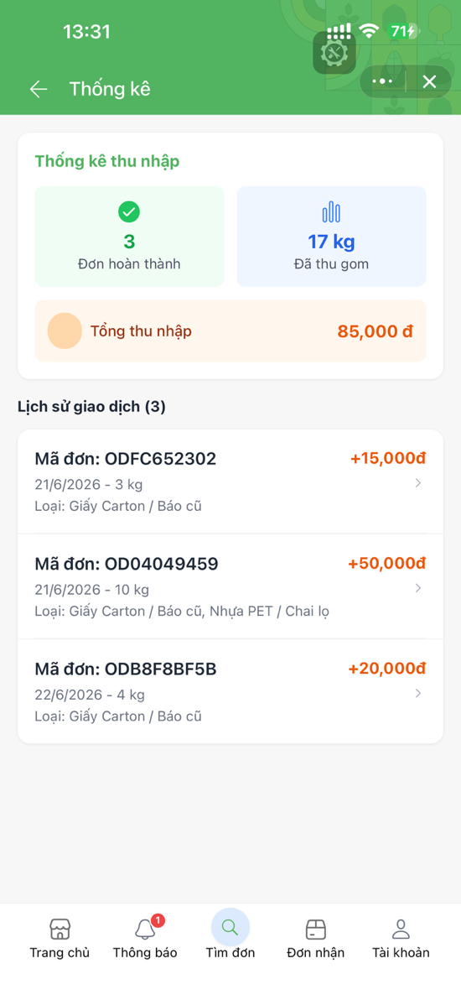 13:31
71
Thống kê
Thống kê thu nhập
3
Đơn hoàn thành
17 kg
Đã thu gom
Tổng thu nhập
85,000 đ
Lịch sử giao dịch (3)
Mã đơn: ODFC652302
+15,000đ
21/6/2026 - 3 kg
Loại: Giấy Carton / Báo cũ
Mã đơn: OD04049459
+50,000đ
21/6/2026 - 10 kg
Loại: Giấy Carton / Báo cũ, Nhựa PET / Chai lọ
Mã đơn: ODB8F8BF5B
+20,000đ
22/6/2026 - 4 kg
Loại: Giấy Carton / Báo cũ
1
Trang chủ
Thông báo
Tìm đơn
Đơn nhận
Tài khoản